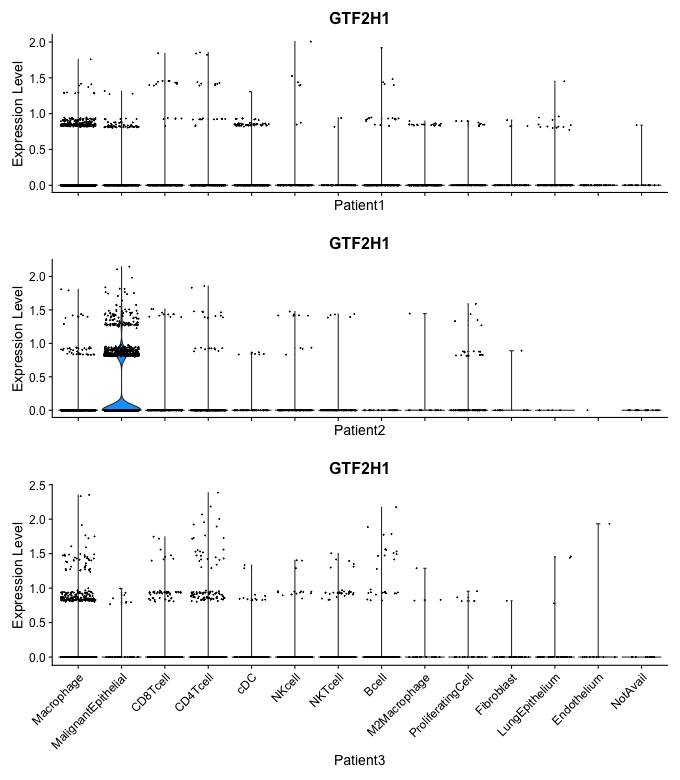 GTF2H1
Expression Level
2.0
1.5
1.0
0.5
0.0
Patient1
GTF2H1
Expression Level
2.0
1.5
1.0
0.5
0.0
Patient2
GTF2H1
Expression Level
2.5
2.0
1.5
1.0
0.5
0.0
Macrophage
MalignantEpithelial
CD8Tcell
CD4Tcell
cDC
NKcell
NKTcell
Bcell
M2Macrophage
ProliferatingCell
Fibroblast
LungEpithelium
Endothelium
NotAvail
Patient3